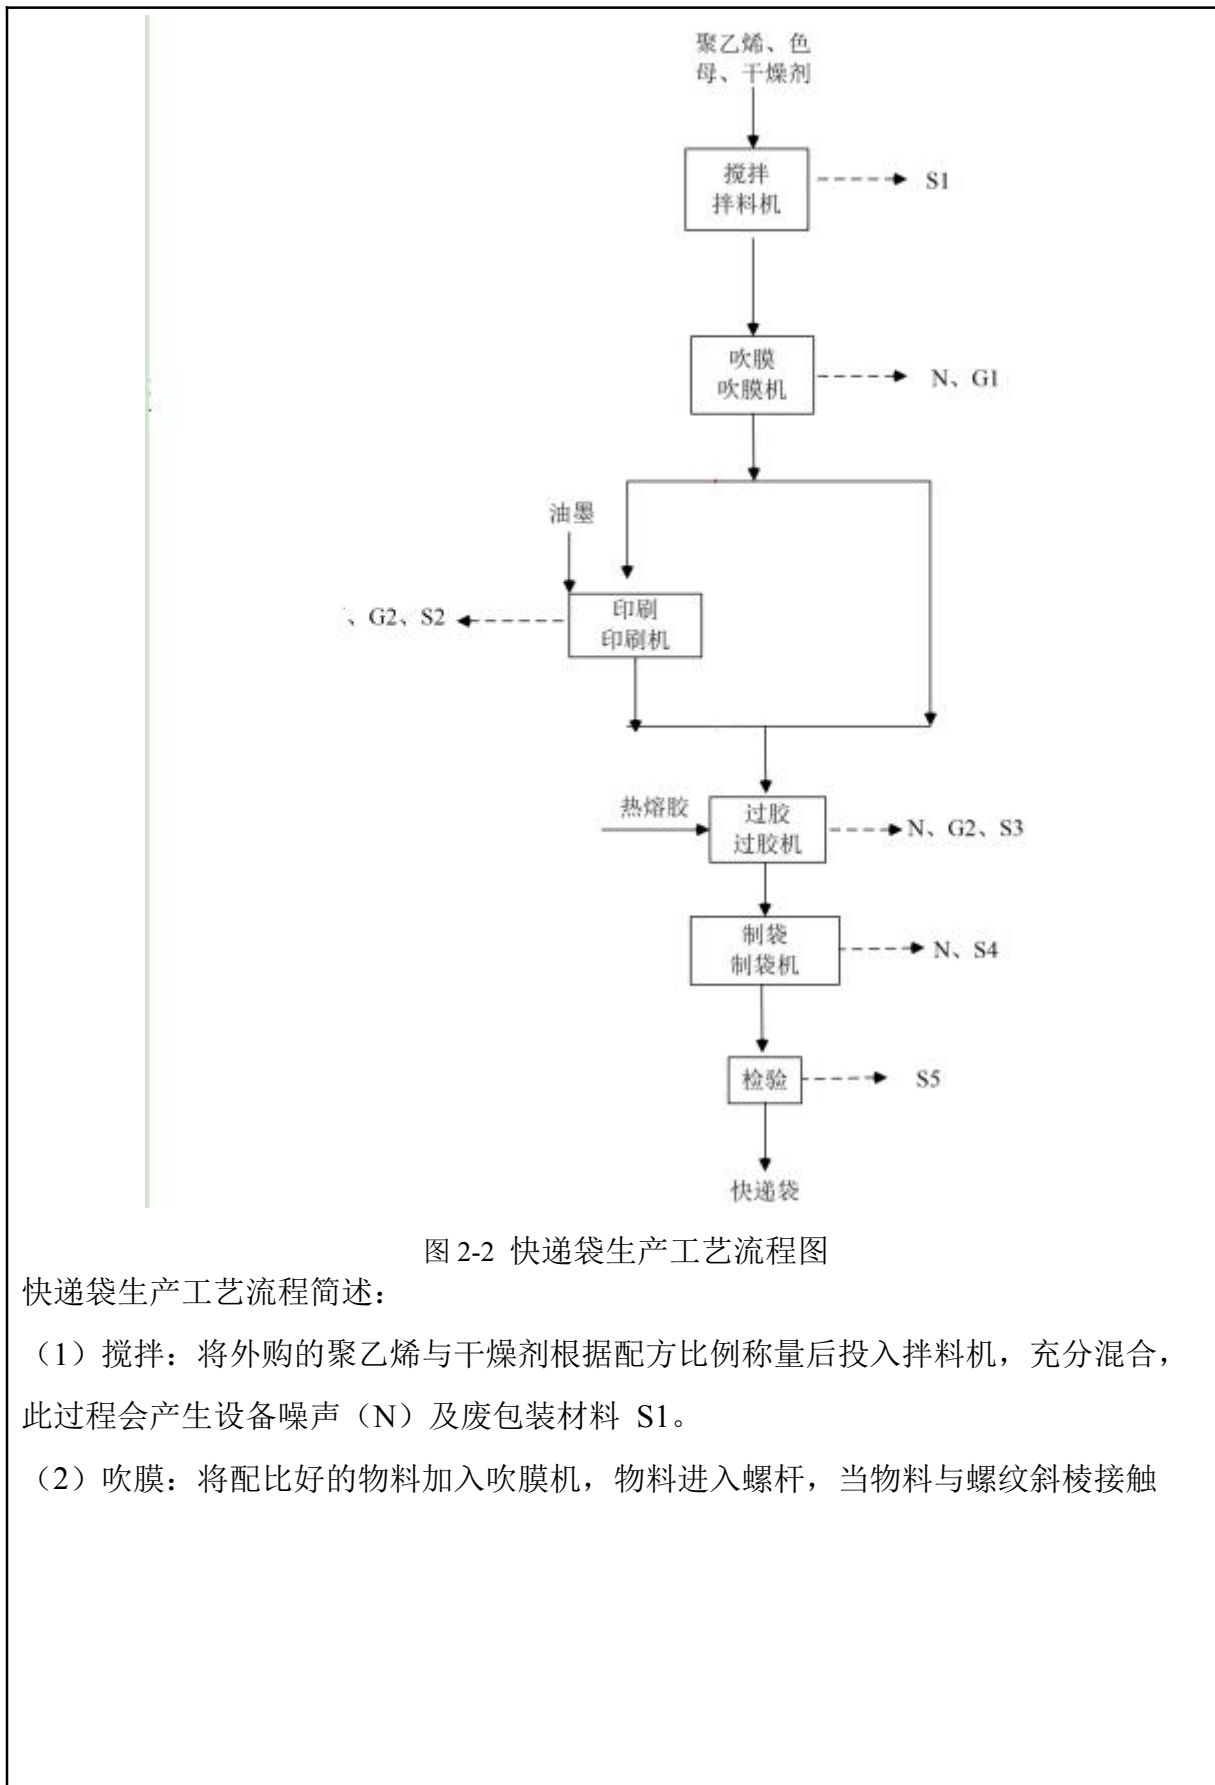 聚乙烯、色
母、干燥剂
搅拌
拌料机
S1
吹膜
吹膜机
N、G1
油墨
印刷
印刷机
、G2、S2
热熔胶
过胶
过胶机
N、G2、S3
制袋
制袋机
N、S4
检验
S5
快递袋
图 2-2 快递袋生产工艺流程图
快递袋生产工艺流程简述：
（1）搅拌：将外购的聚乙烯与干燥剂根据配方比例称量后投入拌料机，充分混合，
此过程会产生设备噪声（N）及废包装材料 S1。
（2）吹膜：将配比好的物料加入吹膜机，物料进入螺杆，当物料与螺纹斜棱接触